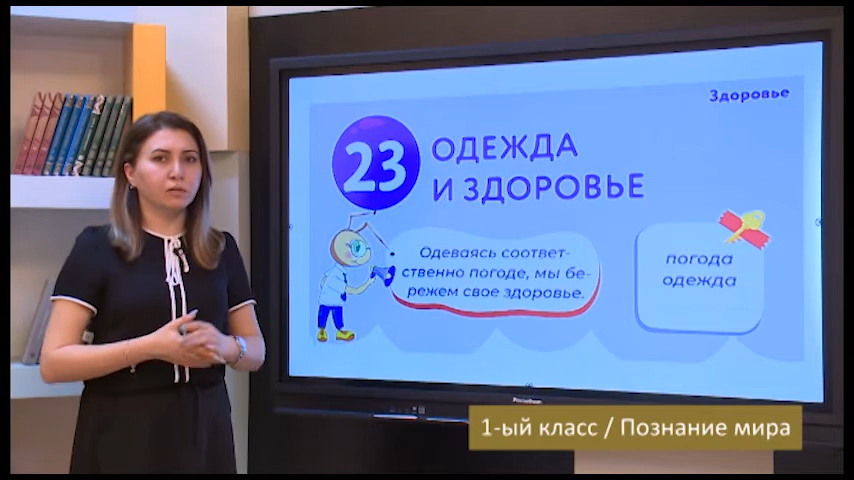 Здоровье
23
ОДЕЖДА
И ЗДОРОВЬЕ
Одеваясь соответ-
ственно погоде, мы бе-
режем свое здоровье.
погода
одежда
Promethean
1-ый класс / Познание мира